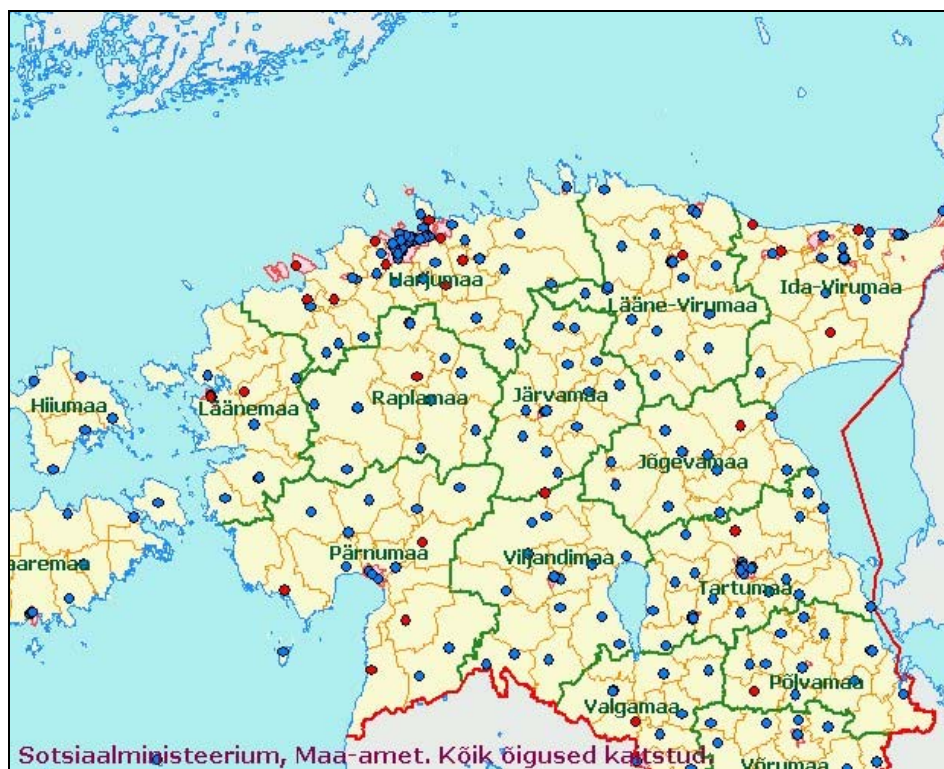 Harjumaa
Ida-Virumaa
Lääne-Virumaa
Hiiumaa
Läänemaa
Raplamaa
Järvamaa
Jõgevamaa
aaremaa
Pärnumaa
Viljandimaa
Tartumaa
Põlvamaa
Valgamaa
Võrumaa
Sotsiaalministeerium, Maa-amet. Kõik õigused kaitstud.